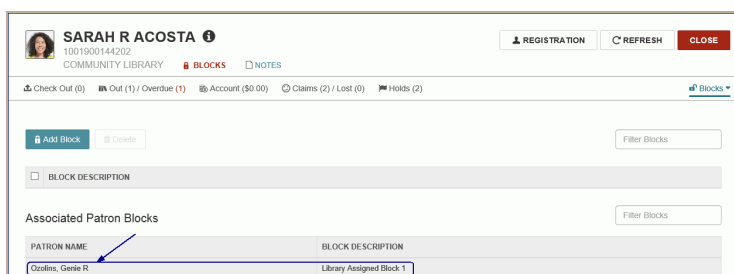 SARAH R ACOSTA
REGISTRATION REFRESH CLOSE
1001900144202
COMMUNITY LIBRARY BLOCKS NOTES
Check Out (0) Out (1) / Overdue (1) Account ($0.00) Claims (2) / Lost (0) Holds (2) Blocks
Add Block Delete Filter Blocks
BLOCK DESCRIPTION
Associated Patron Blocks Filter Blocks
PATRON NAME BLOCK DESCRIPTION
Ozolins, Genie R Library Assigned Block 1